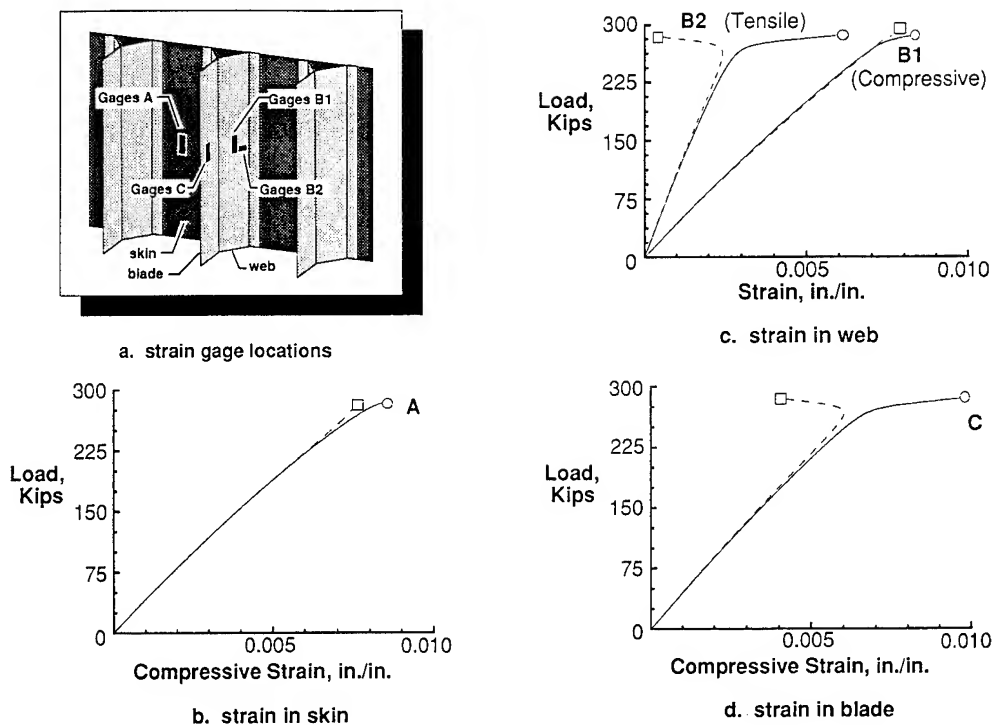 Gages A
Gages B1
Gages C
Gages B2
skin
blade
web
a. strain gage locations
300
225
Load,
Kips
150
75
0
B2 (Tensile)
B1
(Compressive)
0.005
0.010
Strain, in./in.
c. strain in web
300
225
Load,
Kips
150
75
0
A
0.005
0.010
Compressive Strain, in./in.
b. strain in skin
300
225
Load,
Kips
150
75
0
C
0.005
0.010
Compressive Strain, in./in.
d. strain in blade